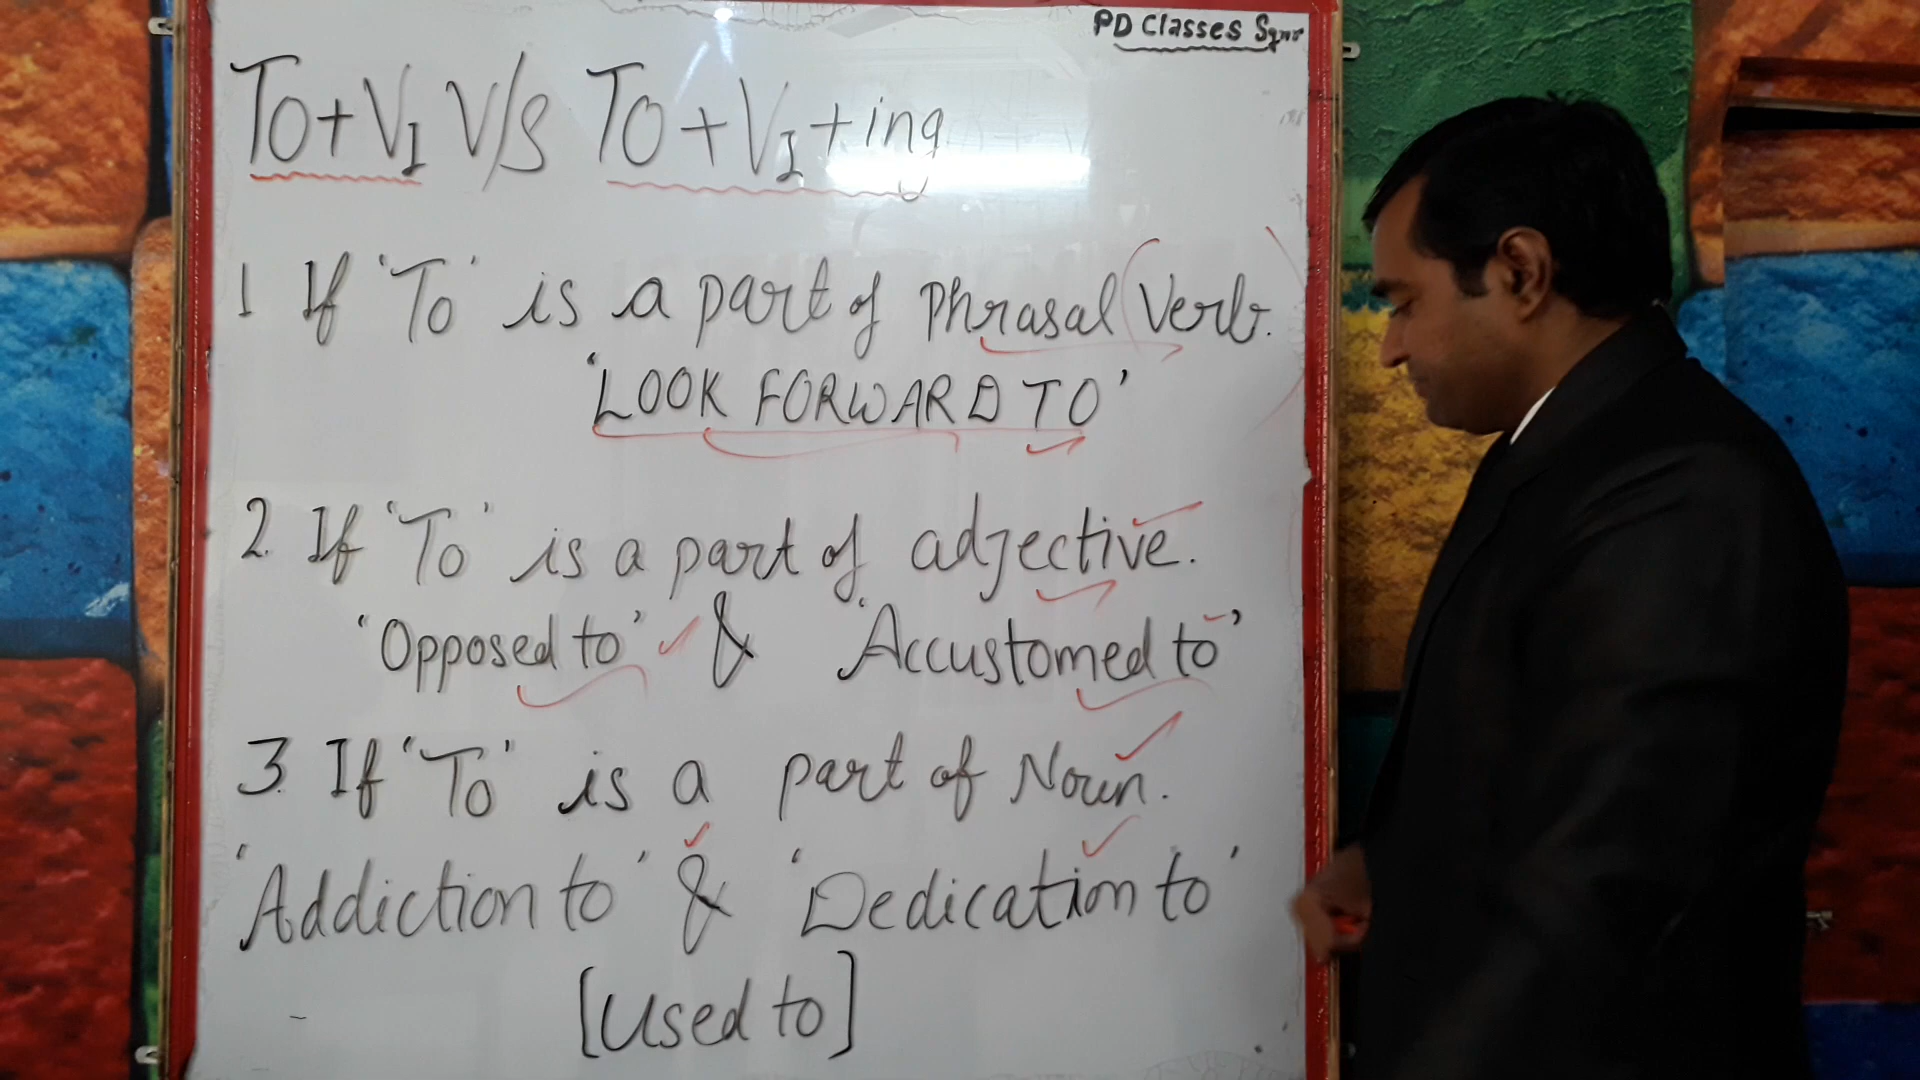 PD Classes Sgnr
To+V1 V/S To+V1+ing
1 If 'To' is a part of Phrasal (Verb.
'LOOK FORWARD TO'
2. If 'To' is a part of adjective.
'Opposed to' & 'Accustomed to'
3. If 'To' is a part of Noun.
'Addiction to' & 'Dedication to'
[Used to]